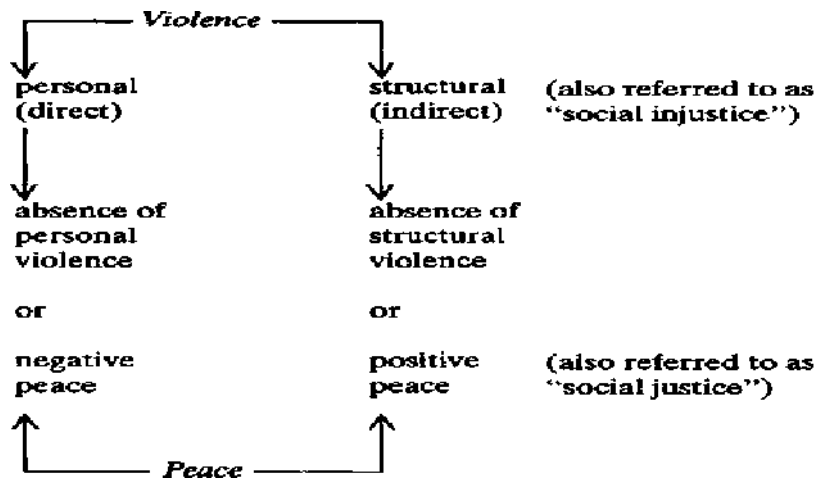 Violence
personal
(direct)
structural
(indirect)
(also referred to as
“social injustice”)
absence of
personal
violence
absence of
structural
violence
or
or
negative
peace
positive
peace
(also referred to as
“social justice”)
Peace